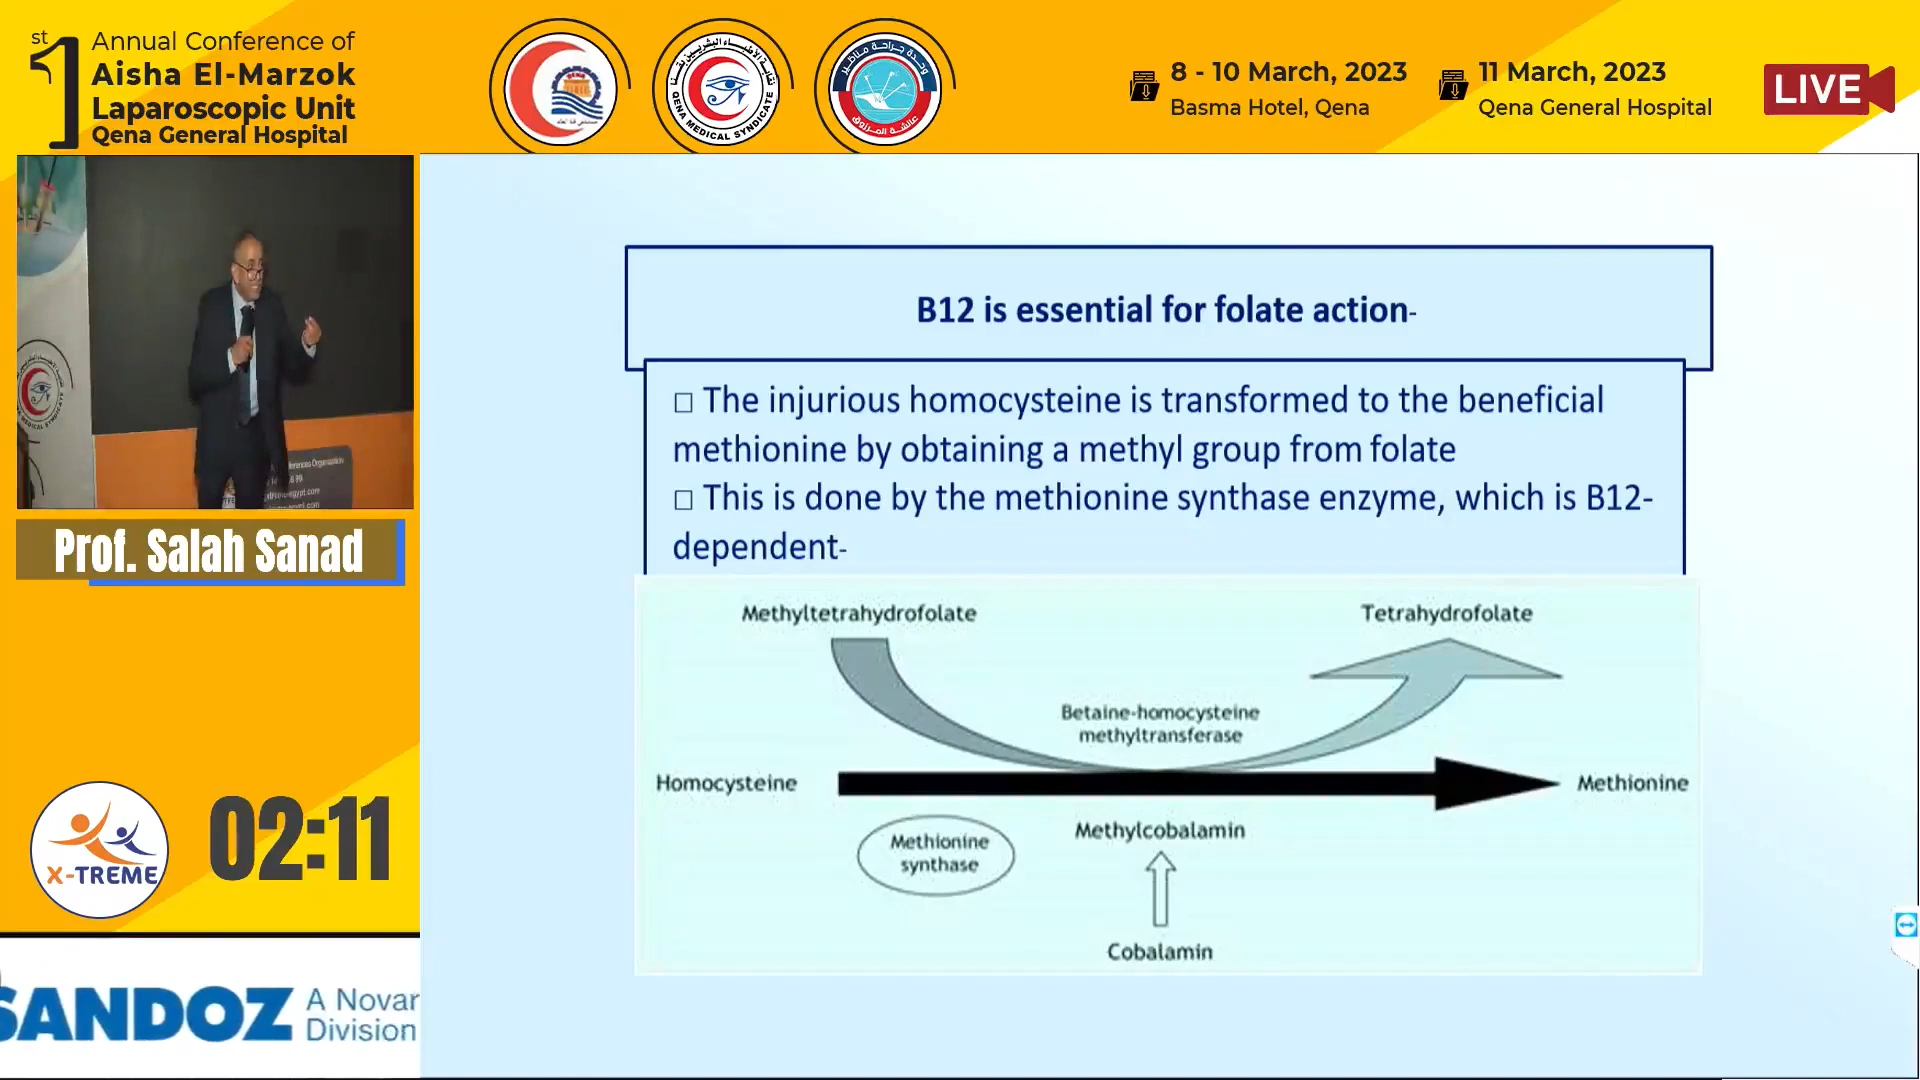 1st
Annual Conference of
Aisha El-Marzok
Laparoscopic Unit
Qena General Hospital
QENA MEDICAL SYNDICATE
8 - 10 March, 2023
Basma Hotel, Qena
11 March, 2023
Qena General Hospital
LIVE
Prof. Salah Sanad
X-TREME
02:11
SANDOZ
A Novar
Division
B12 is essential for folate action-
□ The injurious homocysteine is transformed to the beneficial
methionine by obtaining a methyl group from folate
□ This is done by the methionine synthase enzyme, which is B12-
dependent-
Methyltetrahydrofolate
Tetrahydrofolate
Betaine-homocysteine
methyltransferase
Homocysteine
Methionine
Methionine
synthase
Methylcobalamin
Cobalamin